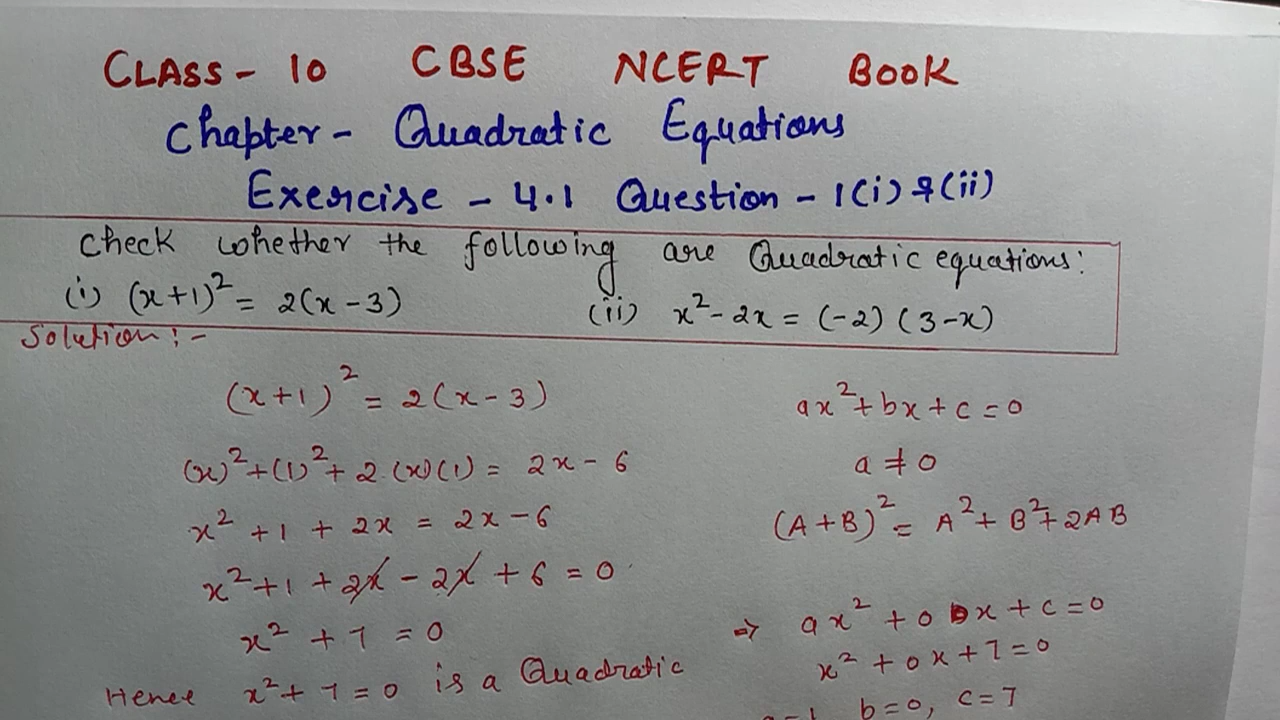 CLASS - 10 CBSE NCERT BOOK
Chapter - Quadratic Equations
Exercise - 4.1 Question - 1(i) & (ii)
Check whether the following are Quadratic equations:
(i) (x+1)² = 2(x-3) (ii) x² - 2x = (-2) (3-x)
Solution :-
(x+1)² = 2(x-3)
(x)² + (1)² + 2.(x)(1) = 2x - 6
x² + 1 + 2x = 2x - 6
x² + 1 + 2x - 2x + 6 = 0
x² + 7 = 0
Hence x² + 7 = 0 is a Quadratic
ax² + bx + c = 0
a ≠ 0
(A+B)² = A² + B² + 2AB
⇒ ax² + 0 x + c = 0
x² + 0x + 7 = 0
a=1 b=0, c=7